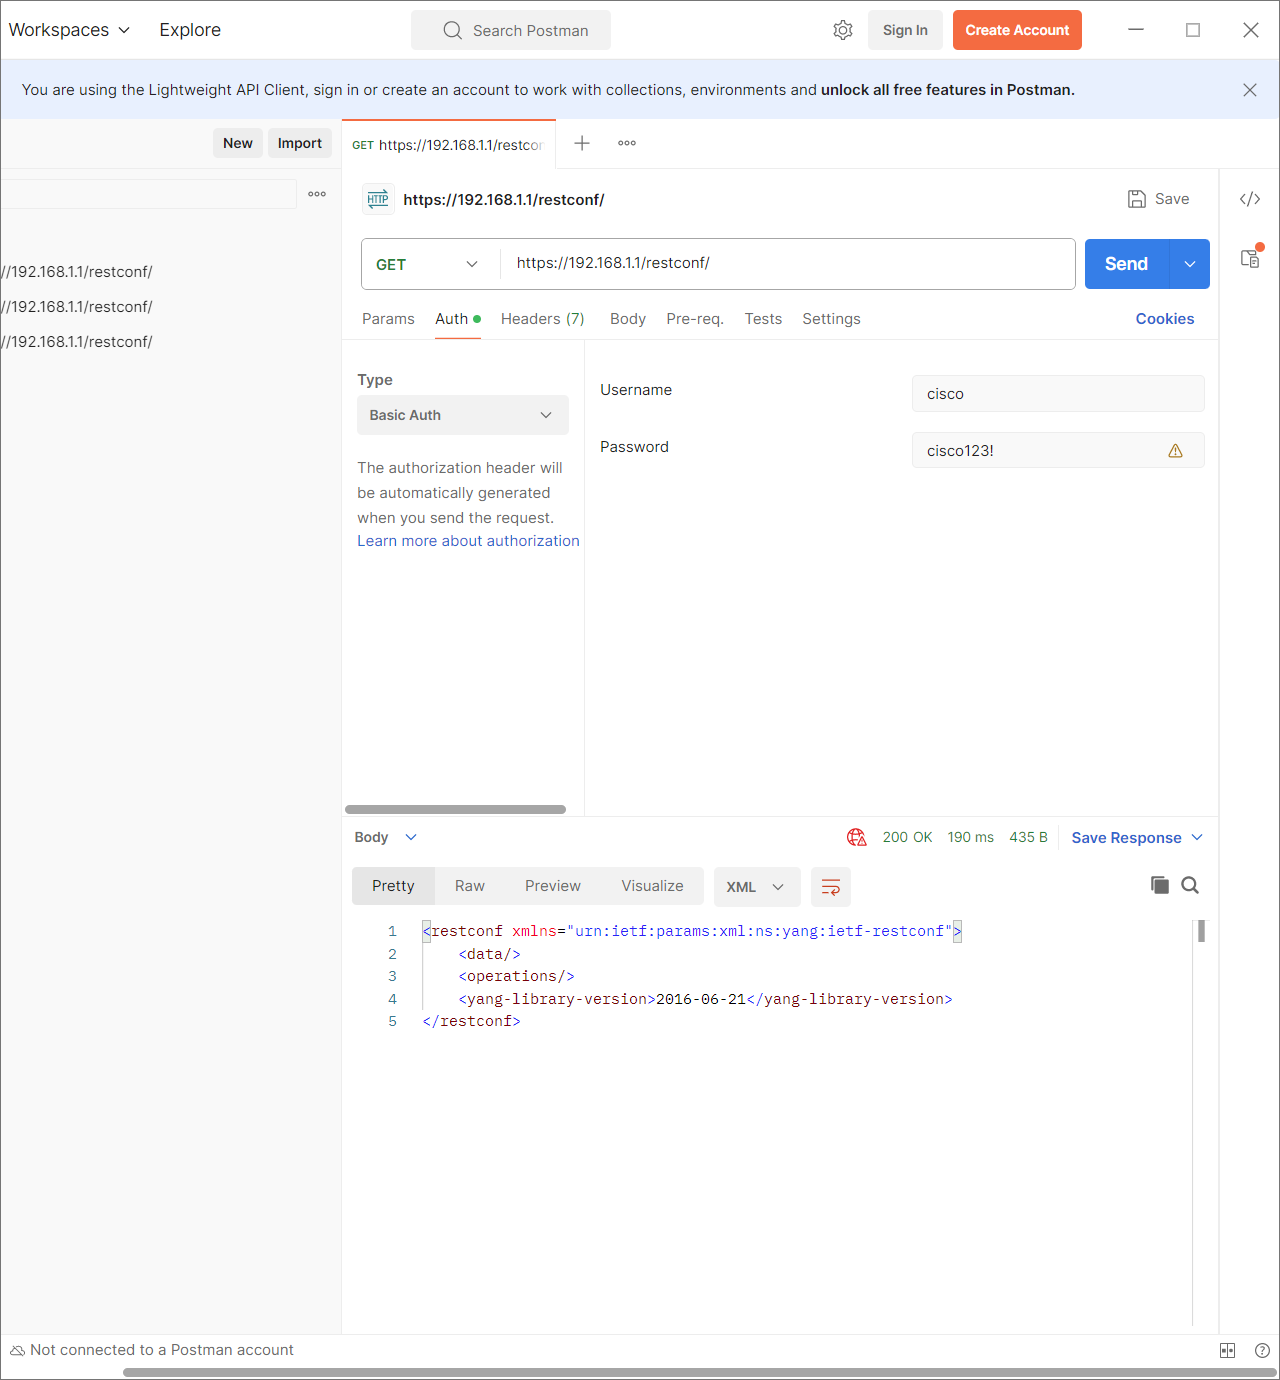 Workspaces Explore Search Postman Sign In Create Account
You are using the Lightweight API Client, sign in or create an account to work with collections, environments and unlock all free features in Postman.
New Import GET https://192.168.1.1/restcon
HTTP https://192.168.1.1/restconf/ Save
//192.168.1.1/restconf/
//192.168.1.1/restconf/
//192.168.1.1/restconf/
GET https://192.168.1.1/restconf/ Send
Params Auth Headers (7) Body Pre-req. Tests Settings Cookies
Type
Basic Auth
The authorization header will
be automatically generated
when you send the request.
Learn more about authorization
Username cisco
Password cisco123!
Body 200 OK 190 ms 435 B Save Response
Pretty Raw Preview Visualize XML
1 <restconf xmlns="urn:ietf:params:xml:ns:yang:ietf-restconf">
2 <data/>
3 <operations/>
4 <yang-library-version>2016-06-21</yang-library-version>
5 </restconf>
Not connected to a Postman account